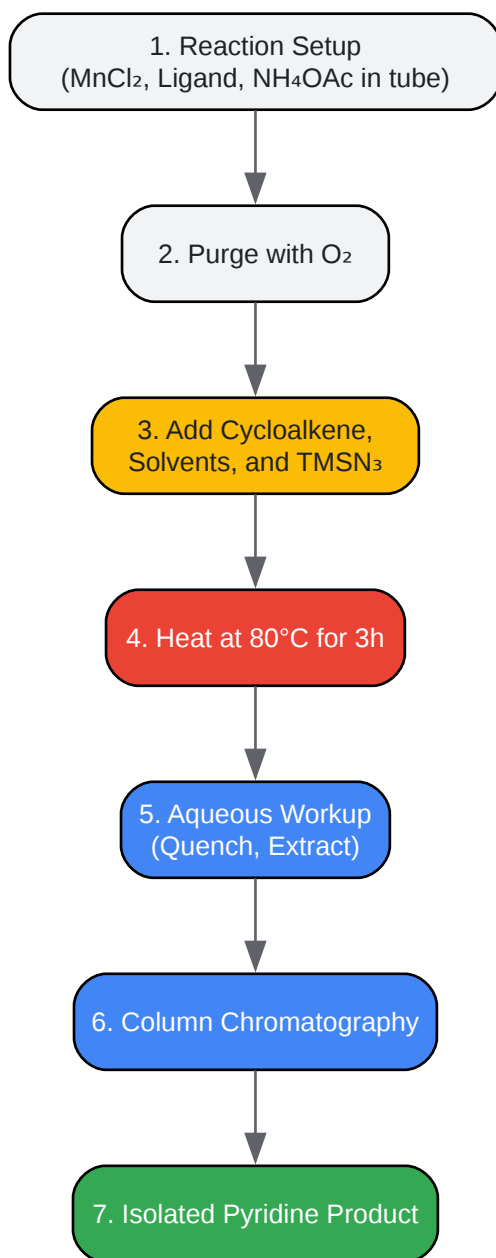 1. Reaction Setup
(MnCl₂, Ligand, NH₄OAc in tube)
2. Purge with O₂
3. Add Cycloalkene,
Solvents, and TMSN₃
4. Heat at 80°C for 3h
5. Aqueous Workup
(Quench, Extract)
6. Column Chromatography
7. Isolated Pyridine Product